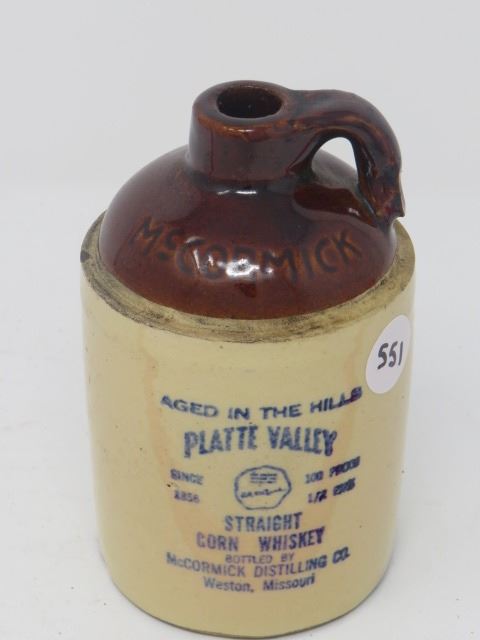 McCORMICK
551
AGED IN THE HILLS
PLATTE VALLEY
SINCE 100 PROOF
1856 1/2 PINT
STRAIGHT
CORN WHISKEY
BOTTLED BY
McCORMICK DISTILLING CO.
Weston, Missouri